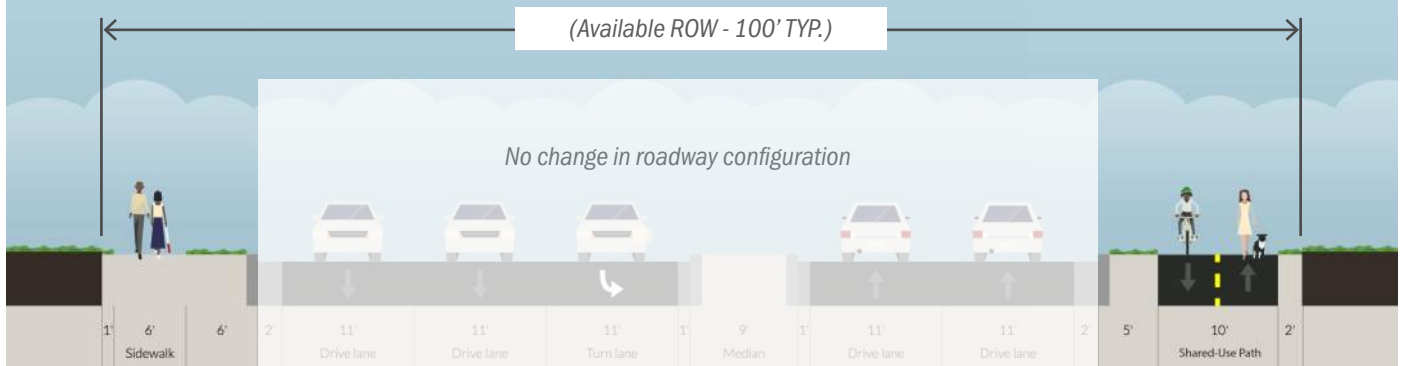 (Available ROW - 100’ TYP.)
No change in roadway configuration
1' 6' 6' 2' 11' 11' 11' 1' 9' 1' 11' 11' 2' 5' 10' 2'
Sidewalk Drive lane Drive lane Turn lane Median Drive lane Drive lane Shared-Use Path